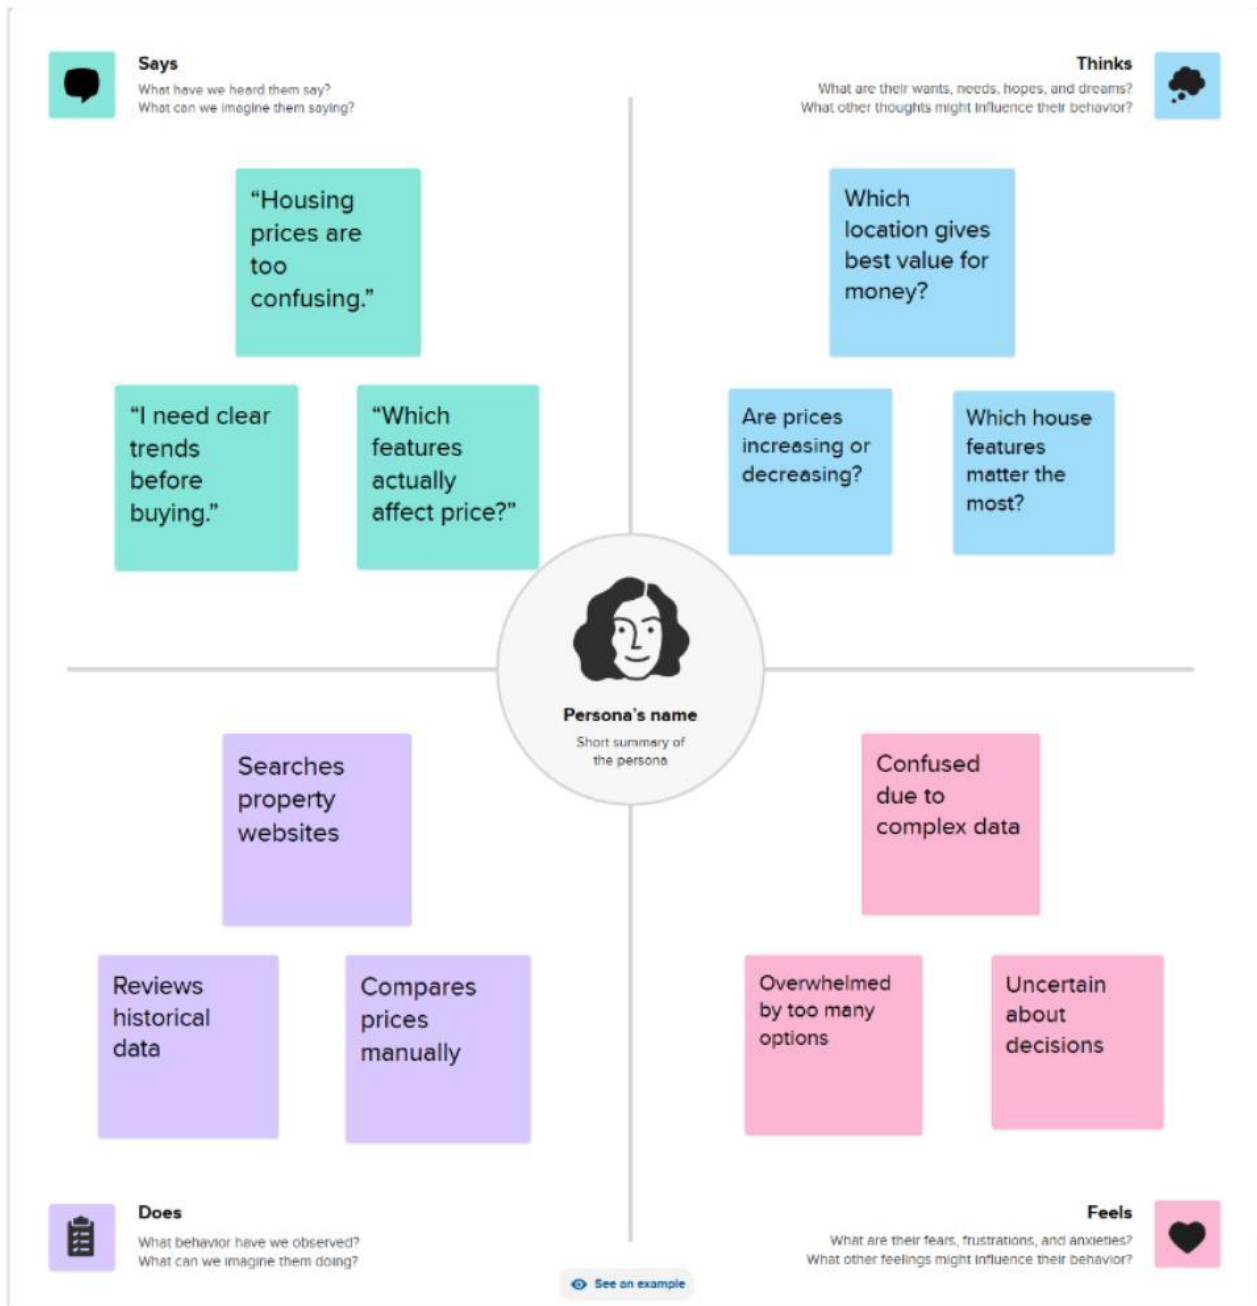 Says
What have we heard them say?
What can we imagine them saying?
Thinks
What are their wants, needs, hopes, and dreams?
What other thoughts might influence their behavior?
“Housing
prices are
too
confusing.”
“I need clear
trends
before
buying.”
“Which
features
actually
affect price?”
Which
location gives
best value for
money?
Are prices
increasing or
decreasing?
Which house
features
matter the
most?
Persona’s name
Short summary of
the persona
Searches
property
websites
Reviews
historical
data
Compares
prices
manually
Confused
due to
complex data
Overwhelmed
by too many
options
Uncertain
about
decisions
Does
What behavior have we observed?
What can we imagine them doing?
Feels
What are their fears, frustrations, and anxieties?
What other feelings might influence their behavior?
See an example